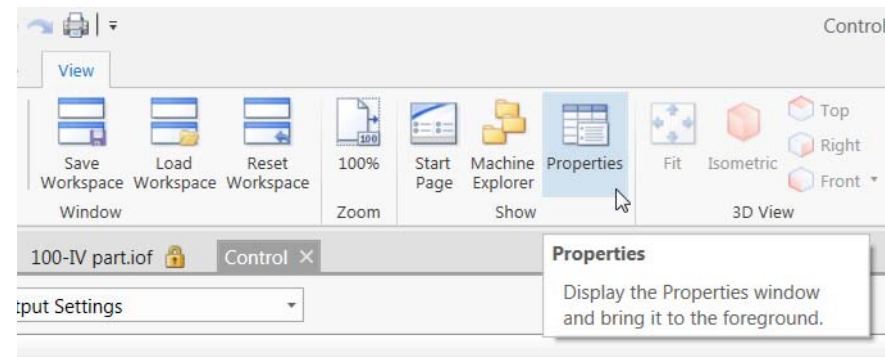 Control
View
Save Workspace
Load Workspace
Reset Workspace
100
100%
Start Page
Machine Explorer
Properties
Fit
Isometric
Top
Right
Front
Window
Zoom
Show
3D View
100-IV part.iof
Control
tput Settings
Properties
Display the Properties window
and bring it to the foreground.